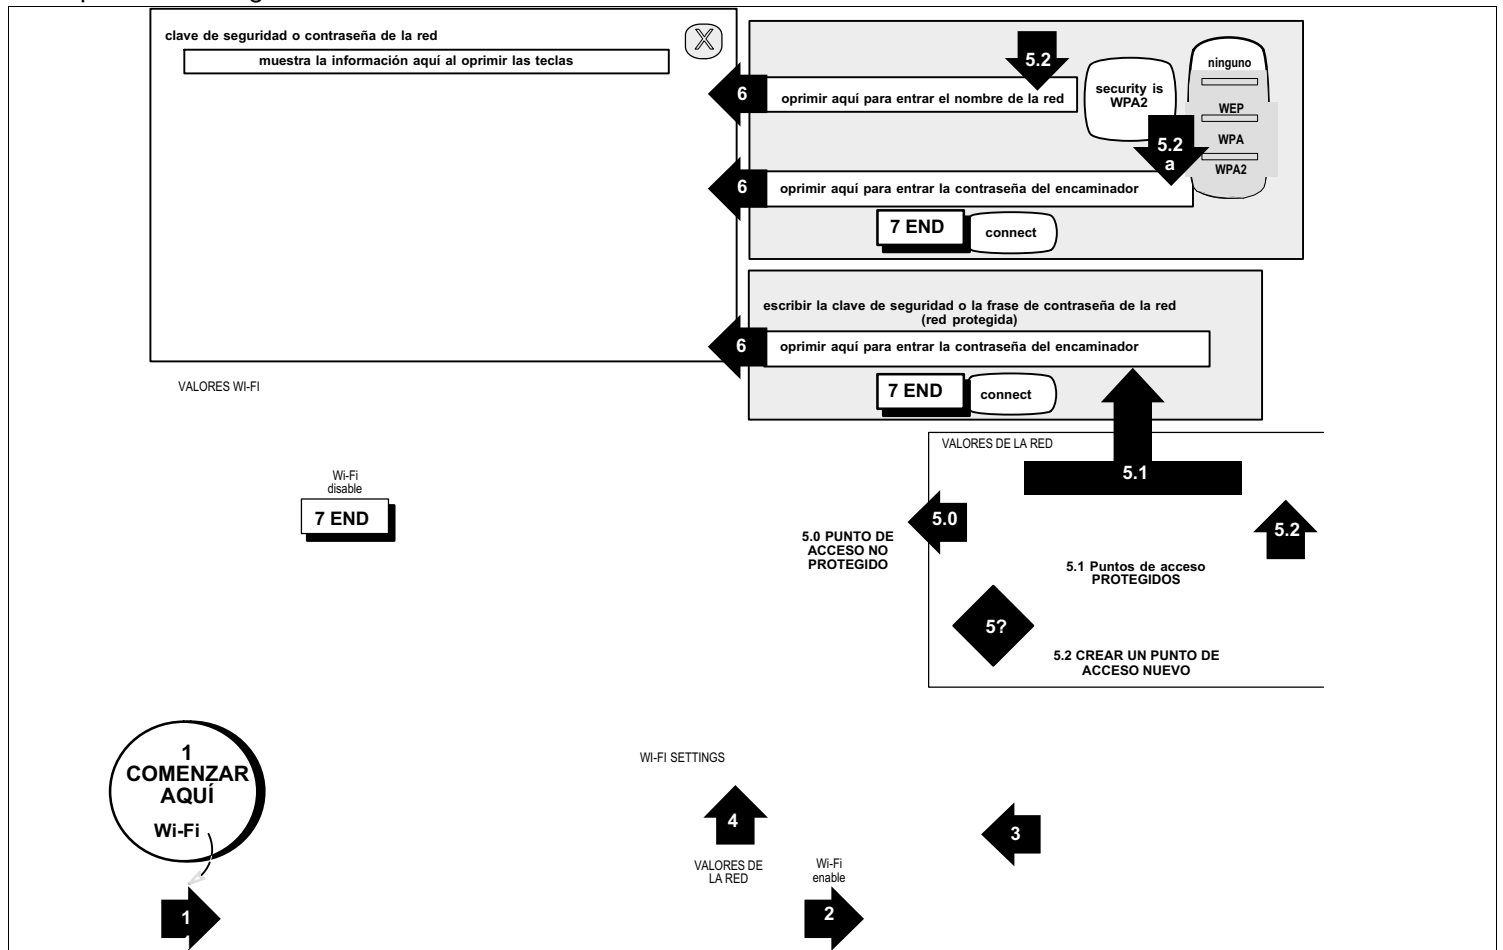 clave de seguridad o contraseña de la red
muestra la información aquí al oprimir las teclas
X
5.2
6
oprimir aquí para entrar el nombre de la red
security is
WPA2
ninguno
WEP
WPA
WPA2
5.2
a
6
oprimir aquí para entrar la contraseña del encaminador
7 END
connect
escribir la clave de seguridad o la frase de contraseña de la red
(red protegida)
6
oprimir aquí para entrar la contraseña del encaminador
7 END
connect
VALORES WI-FI
Wi-Fi
disable
7 END
VALORES DE LA RED
5.1
5.0
5.0 PUNTO DE
ACCESO NO
PROTEGIDO
5.2
5.1 Puntos de acceso
PROTEGIDOS
5?
5.2 CREAR UN PUNTO DE
ACCESO NUEVO
1
COMENZAR
AQUÍ
Wi-Fi
1
WI-FI SETTINGS
4
VALORES DE
LA RED
Wi-Fi
enable
2
3